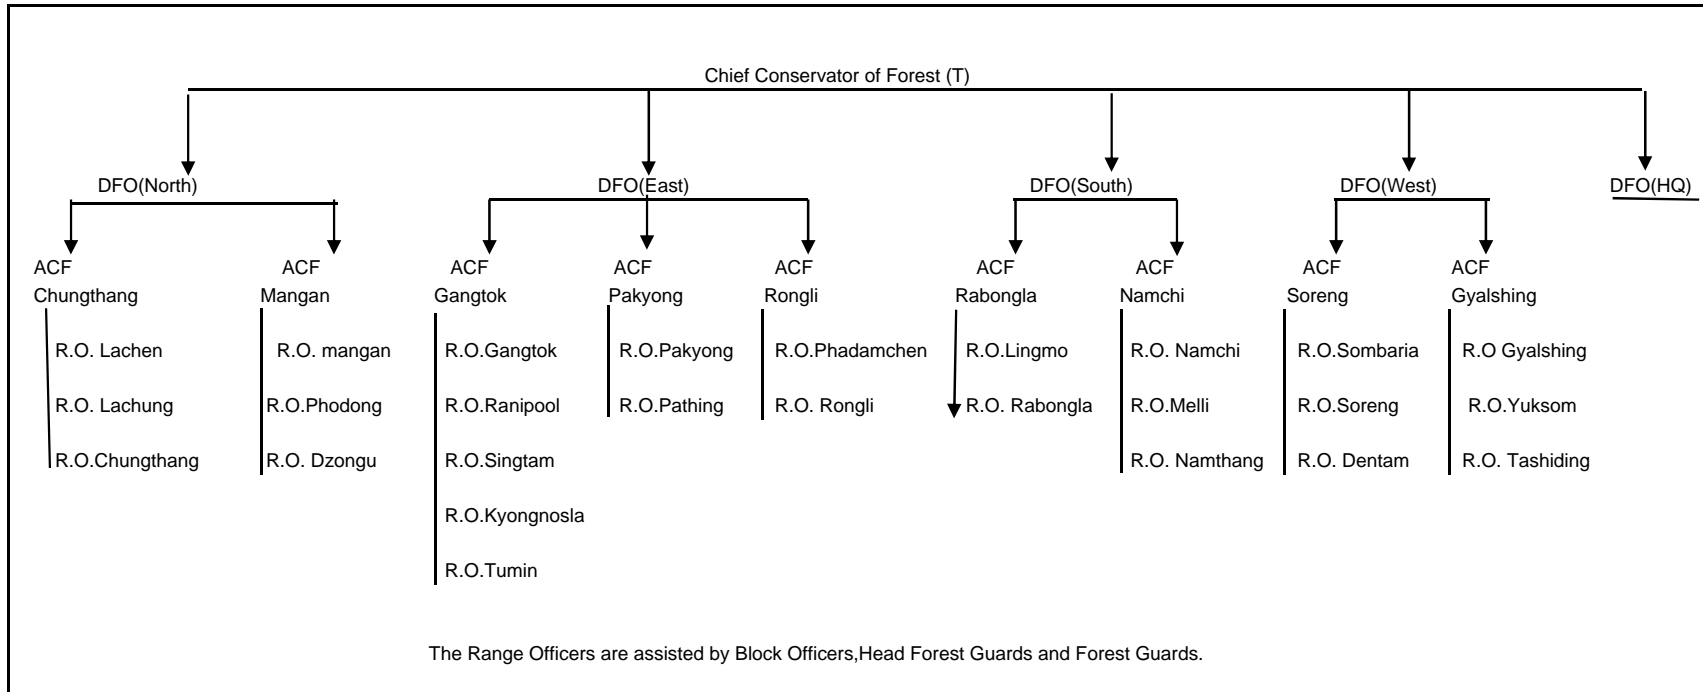 Chief Conservator of Forest (T)
DFO(North) DFO(East) DFO(South) DFO(West) DFO(HQ)
ACF ACF ACF ACF ACF ACF ACF ACF ACF
Chungthang Mangan Gangtok Pakyong Rongli Rabongla Namchi Soreng Gyalshing
R.O. Lachen R.O. mangan R.O.Gangtok R.O.Pakyong R.O.Phadamchen R.O.Lingmo R.O. Namchi R.O.Sombaria R.O Gyalshing
R.O. Lachung R.O.Phodong R.O.Ranipool R.O.Pathing R.O. Rongli R.O. Rabongla R.O.Melli R.O.Soreng R.O.Yuksom
R.O.Chungthang R.O. Dzongu R.O.Singtam R.O. Namthang R.O. Dentam R.O. Tashiding
R.O.Kyongnosla
R.O.Tumin
The Range Officers are assisted by Block Officers,Head Forest Guards and Forest Guards.